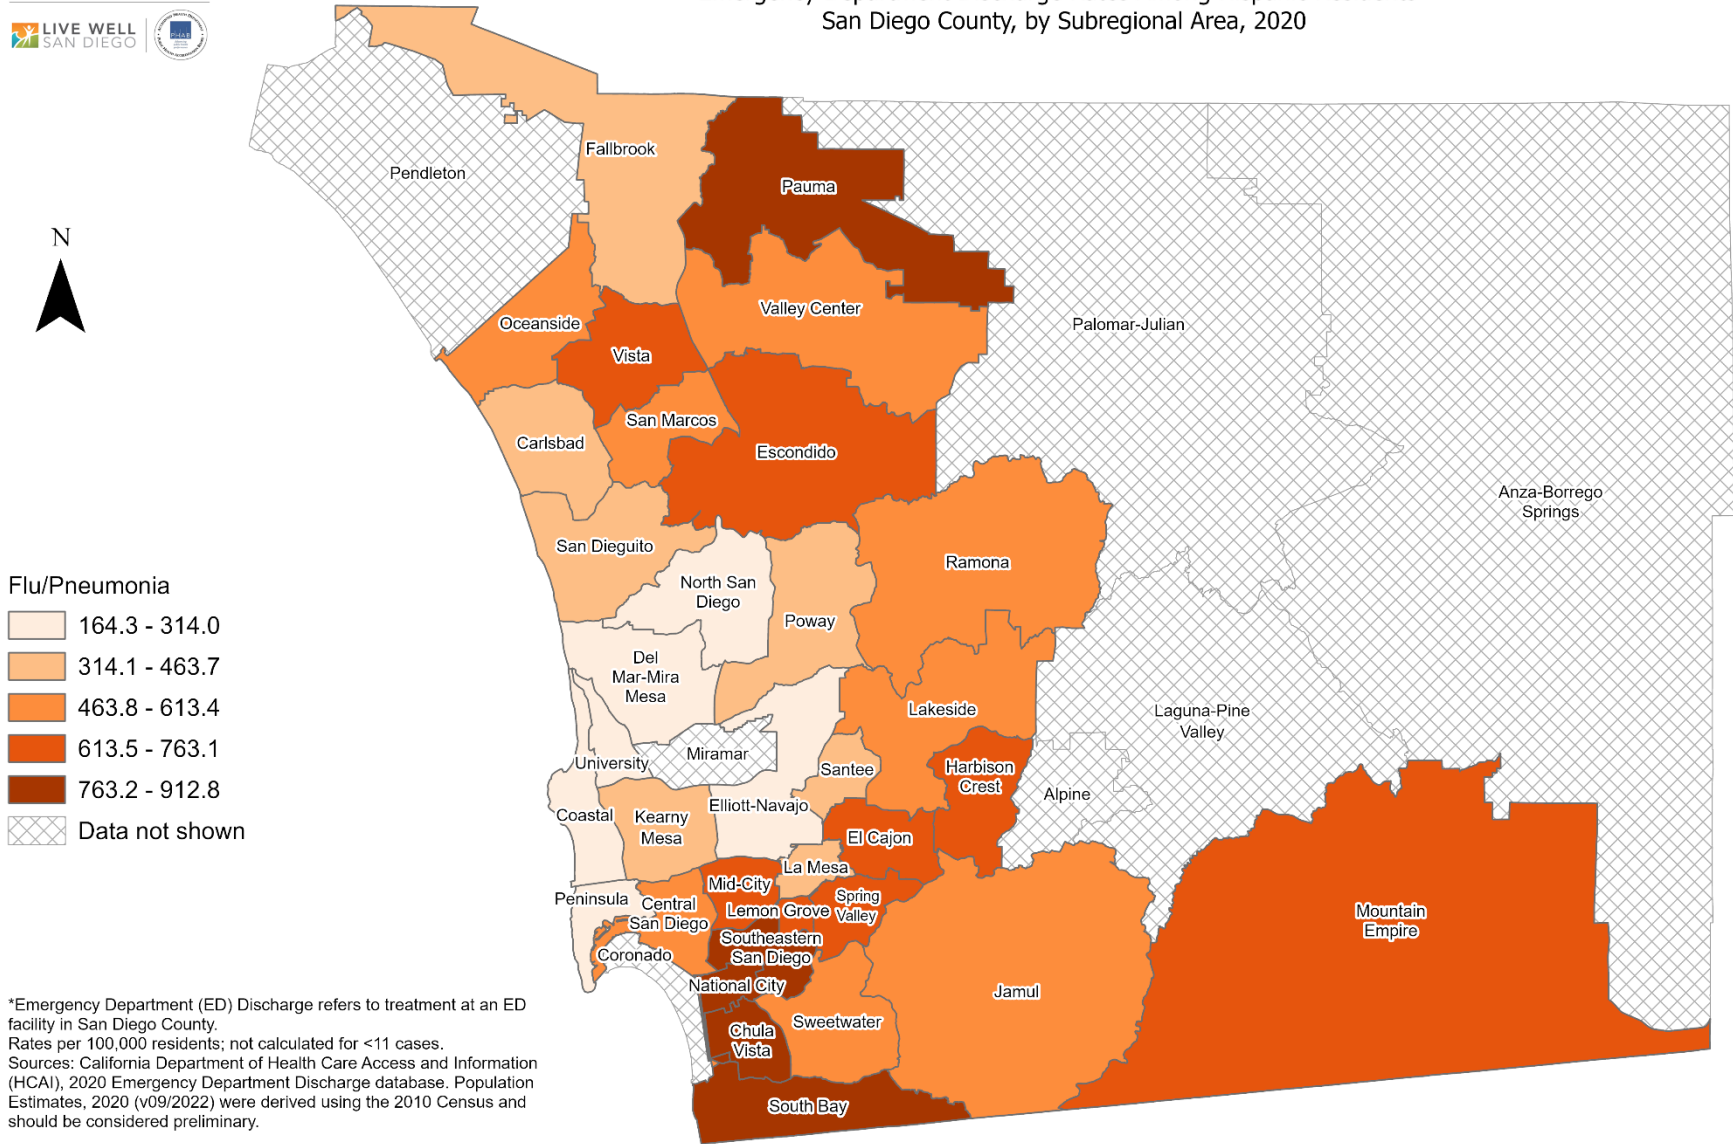 LIVE WELL
SAN DIEGO
PHAB
San Diego County, by Subregional Area, 2020
N
Pendleton
Fallbrook
Pauma
Oceanside
Vista
Valley Center
Palomar-Julian
San Marcos
Carlsbad
Escondido
Anza-Borrego
Springs
San Dieguito
Ramona
North San
Diego
Poway
Del
Mar-Mira
Mesa
Lakeside
Laguna-Pine
Valley
Miramar
University
Santee
Harbison
Crest
Alpine
Elliott-Navajo
Coastal
Kearny
Mesa
El Cajon
La Mesa
Mid-City
Peninsula
Central
San Diego
Lemon Grove
Spring
Valley
Mountain
Empire
Southeastern
San Diego
Coronado
National City
Jamul
Sweetwater
Chula
Vista
South Bay
Flu/Pneumonia
164.3 - 314.0
314.1 - 463.7
463.8 - 613.4
613.5 - 763.1
763.2 - 912.8
Data not shown
*Emergency Department (ED) Discharge refers to treatment at an ED
facility in San Diego County.
Rates per 100,000 residents; not calculated for <11 cases.
Sources: California Department of Health Care Access and Information
(HCAI), 2020 Emergency Department Discharge database. Population
Estimates, 2020 (v09/2022) were derived using the 2010 Census and
should be considered preliminary.